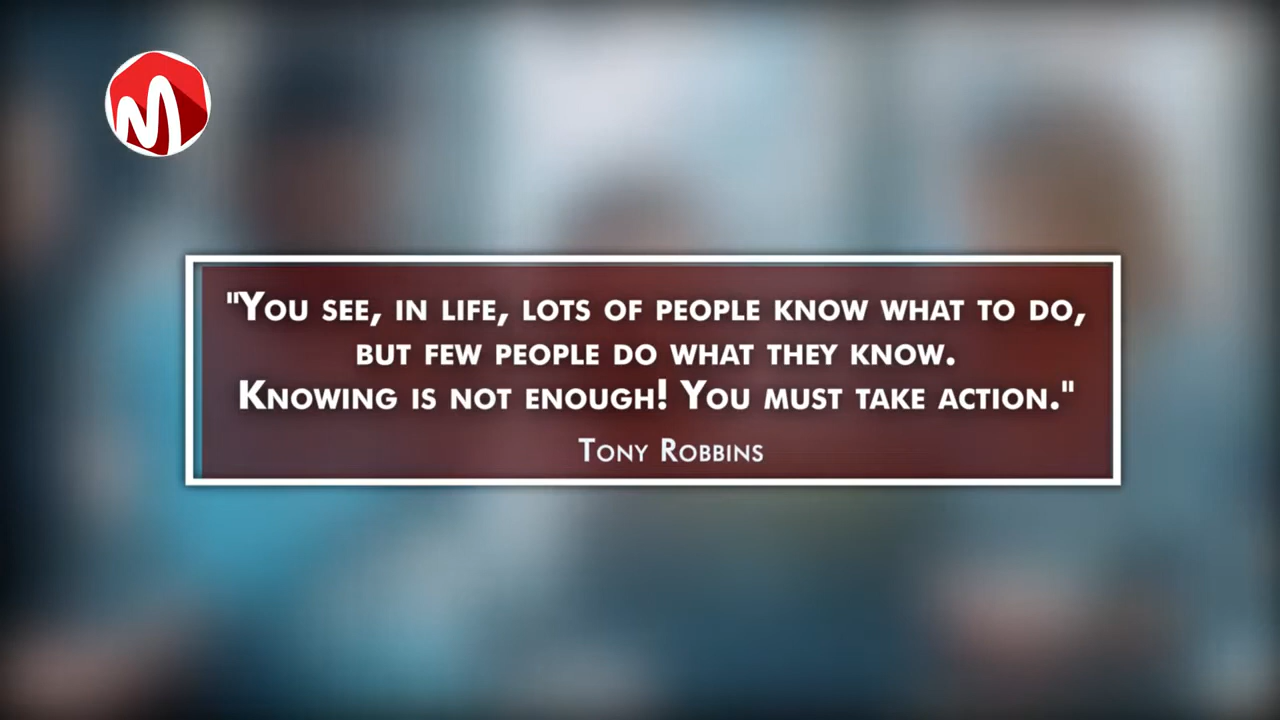 "You see, in life, lots of people know what to do,
but few people do what they know.
Knowing is not enough! You must take action."
Tony Robbins